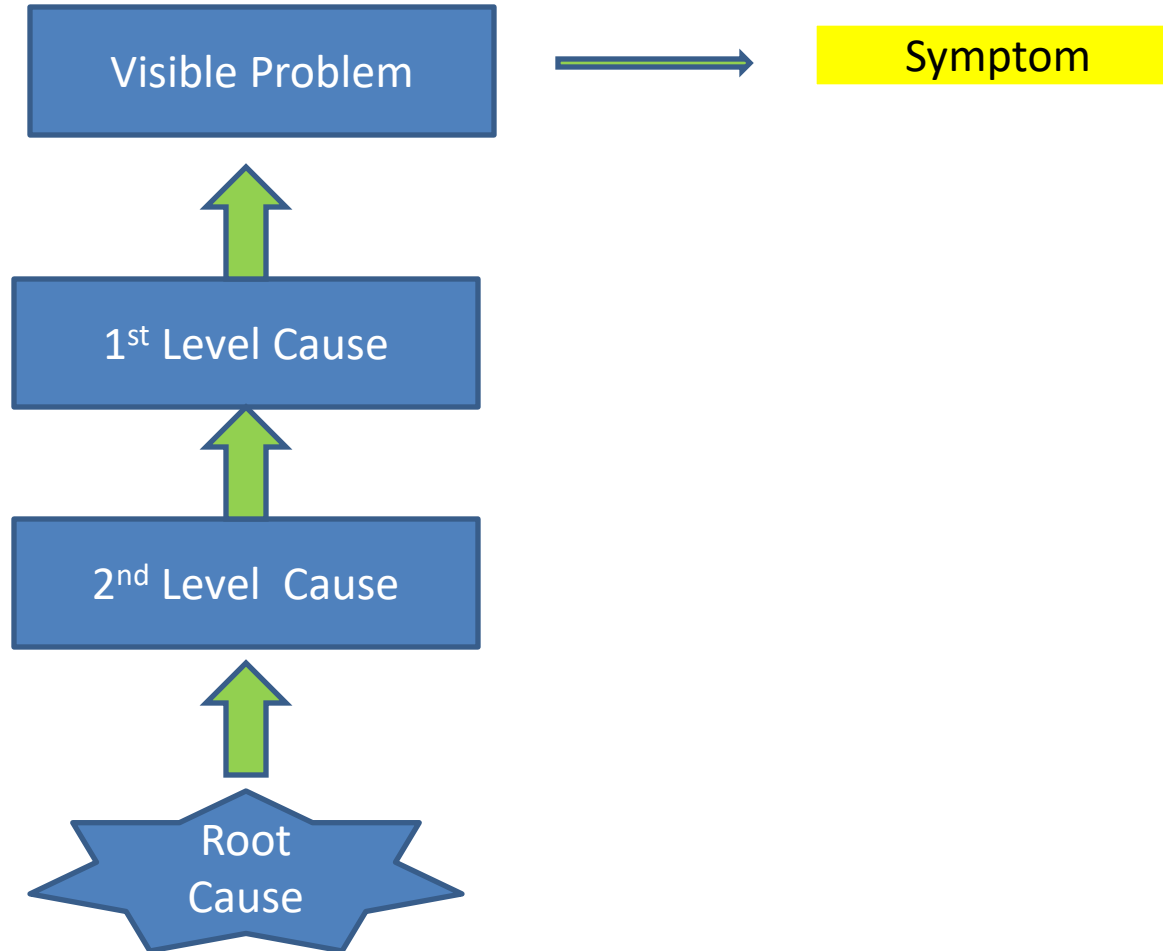 Visible Problem
Symptom
1st Level Cause
2nd Level  Cause
Root
Cause